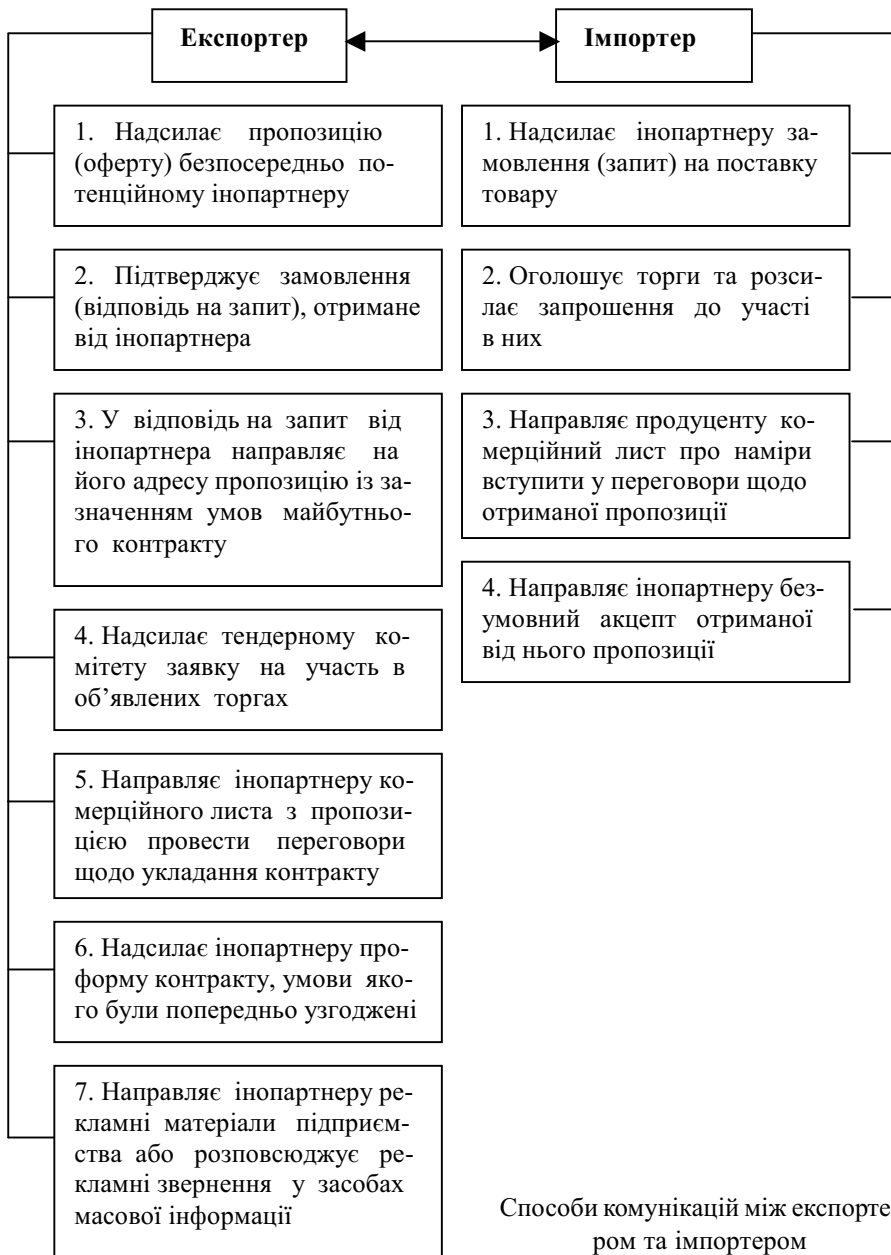 Експортер
Імпортер
1. Надсилає пропозицію
(оферту) безпосередньо по-
тенційному інопартнеру
2. Підтверджує замовлення
(відповідь на запит), отримане
від інопартнера
3. У відповідь на запит від
інопартнера направляє на
його адресу пропозицію із за-
значенням умов майбутньо-
го контракту
4. Надсилає тендерному ко-
мітету заявку на участь в
об’явлених торгах
5. Направляє інопартнеру ко-
мерційного листа з пропози-
цією провести переговори
щодо укладання контракту
6. Надсилає інопартнеру про-
форму контракту, умови яко-
го були попередньо узгоджені
7. Направляє інопартнеру ре-
кламні матеріали підприєм-
ства або розповсюджує ре-
кламні звернення у засобах
масової інформації
1. Надсилає інопартнеру за-
мовлення (запит) на поставку
товару
2. Оголошує торги та розси-
лає запрошення до участі
в них
3. Направляє продуценту ко-
мерційний лист про наміри
вступити у переговори щодо
отриманої пропозиції
4. Направляє інопартнеру без-
умовний акцепт отриманої
від нього пропозиції
Способи комунікацій між експорте
ром та імпортером